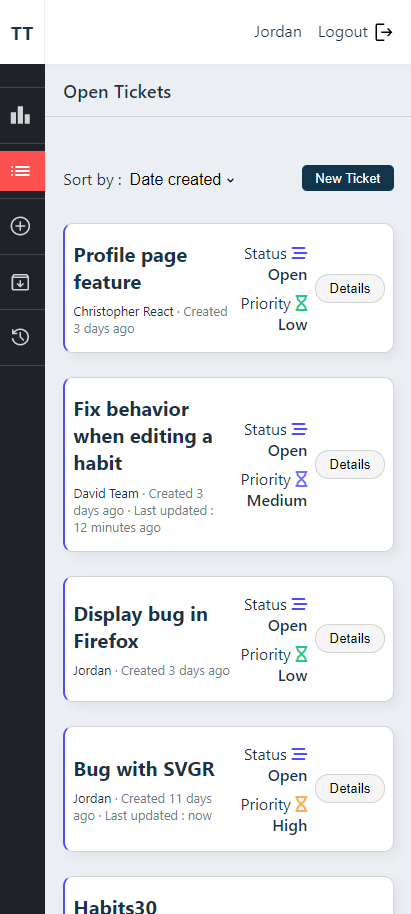 TT
Jordan Logout
Open Tickets
Sort by : Date created
New Ticket
Profile page
feature
Christopher React · Created
3 days ago
Status
Open
Priority
Low
Details
Fix behavior
when editing a
habit
David Team · Created 3
days ago · Last updated :
12 minutes ago
Status
Open
Priority
Medium
Details
Display bug in
Firefox
Jordan · Created 3 days ago
Status
Open
Priority
Low
Details
Bug with SVGR
Jordan · Created 11 days
ago · Last updated : now
Status
Open
Priority
High
Details
Habits30